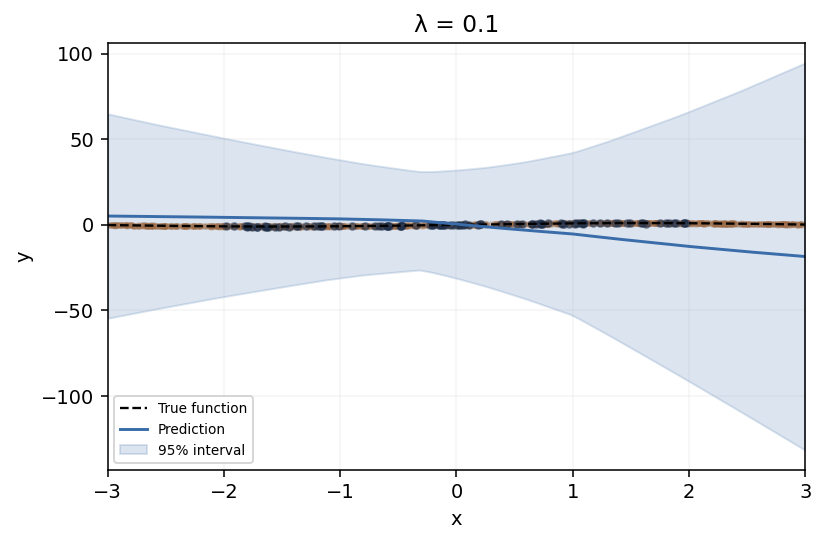 λ = 0.1
100
50
0
−50
−100
y
True function
Prediction
95% interval
−3 −2 −1 0 1 2 3
x